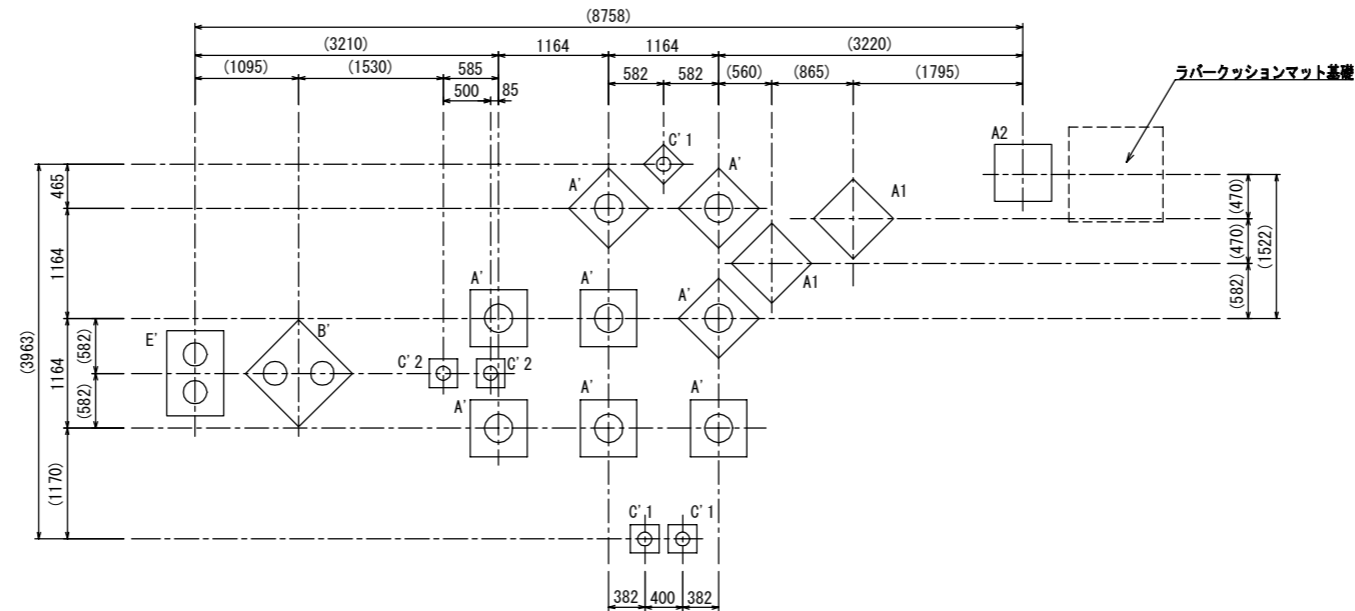 (8758)
(3210)
1164
1164
(3220)
(1095)
(1530)
585
582
582
(560)
(865)
(1795)
500
85
ラバークッションマット基礎
C'1
A2
A'
A'
A1
465
(470)
1164
(470)
(1522)
A1
(582)
A'
A'
A'
(3963)
(582)
1164
(582)
E'
B'
C'2
C'2
A'
A'
A'
(1170)
C'1
C'1
382
400
382